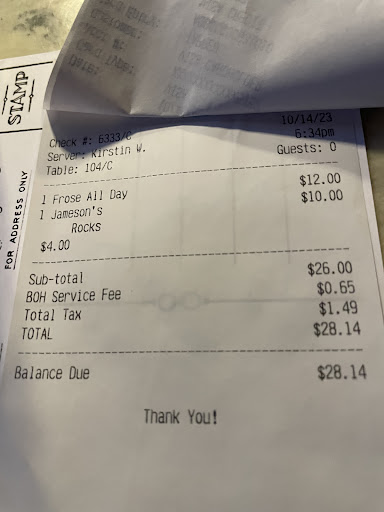 STAMP
FOR ADDRESS ONLY
10/14/23
Check #: 6333/C 6:34pm
Server: Kirstin W. Guests: 0
Table: 104/C
1 Frose All Day $12.00
1 Jameson's $10.00
Rocks
$4.00
Sub-total $26.00
BOH Service Fee $0.65
Total Tax $1.49
TOTAL $28.14
Balance Due $28.14
Thank You!